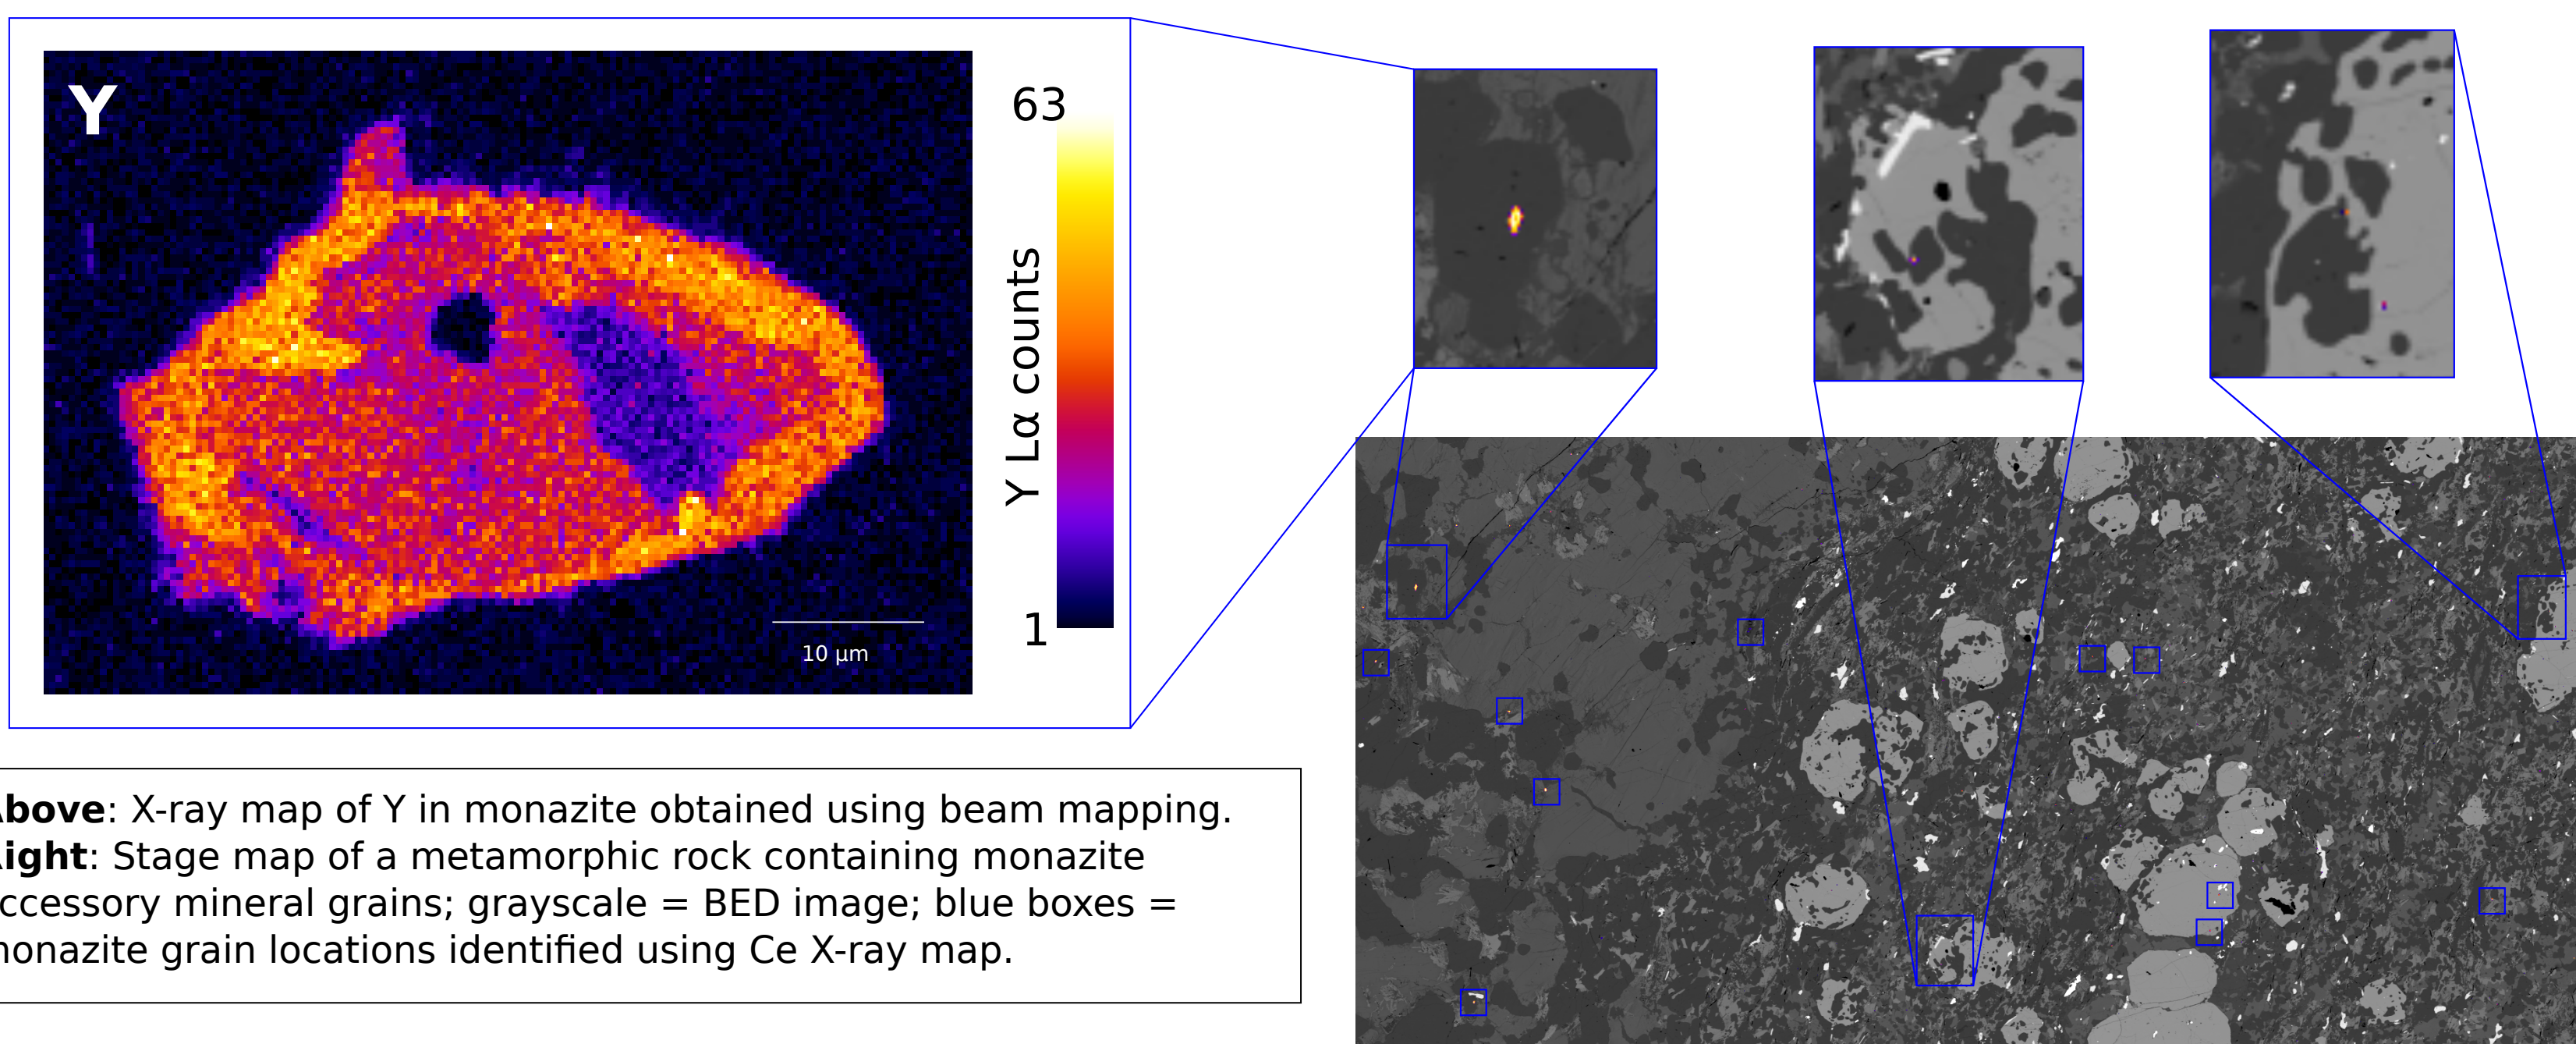 Y
63
Y Lα counts
1
10 µm
bove: X-ray map of Y in monazite obtained using beam mapping.
ight: Stage map of a metamorphic rock containing monazite
ccessory mineral grains; grayscale = BED image; blue boxes =
onazite grain locations identified using Ce X-ray map.